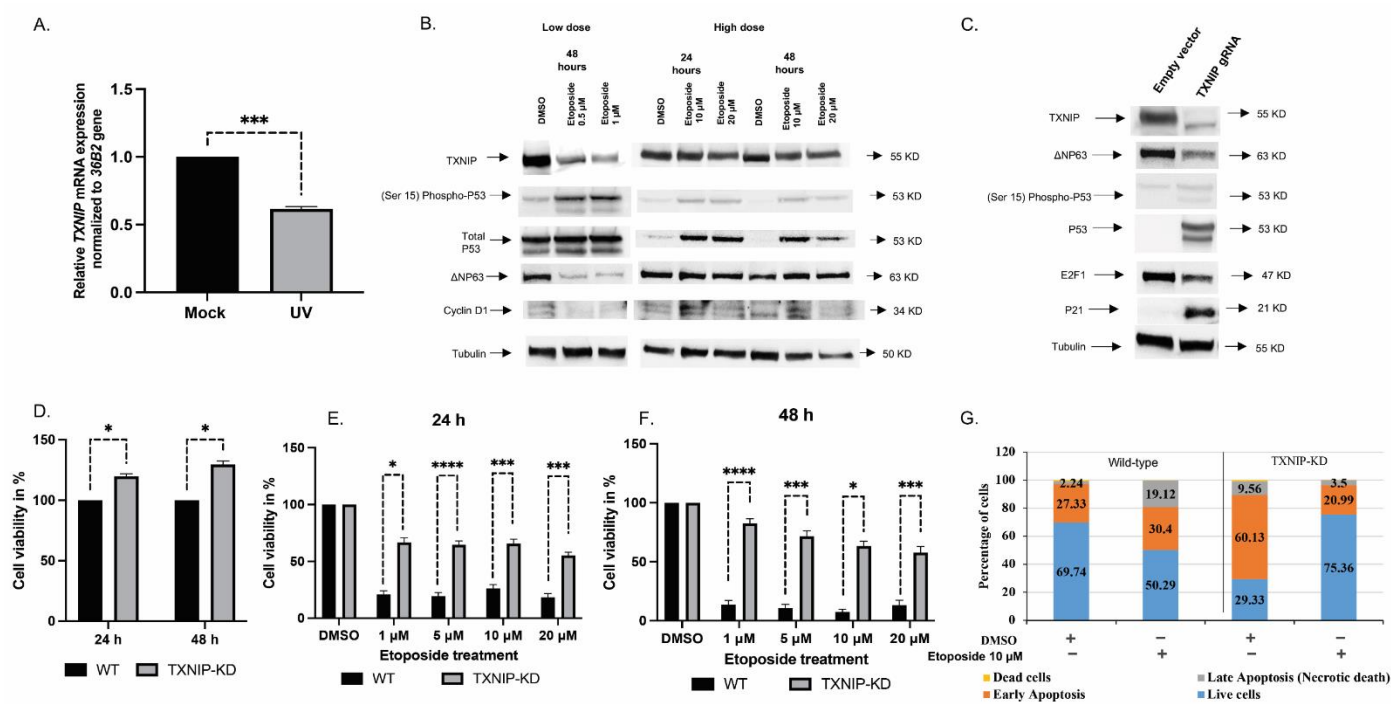 A.
Relative TXNIP mRNA expression
normalized to 36B2 gene
1.5
1.0
0.5
0.0
***
Mock
UV
B.
Low dose
High dose
48
hours
24
hours
48
hours
DMSO
Etoposide
0.5 μM
Etoposide
1 μM
DMSO
Etoposide
10 μM
Etoposide
20 μM
DMSO
Etoposide
10 μM
Etoposide
20 μM
TXNIP
55 KD
(Ser 15) Phospho-P53
53 KD
Total
P53
53 KD
ΔNP63
63 KD
Cyclin D1
34 KD
Tubulin
50 KD
C.
Empty vector
TXNIP gRNA
TXNIP
55 KD
ΔNP63
63 KD
(Ser 15) Phospho-P53
53 KD
P53
53 KD
E2F1
47 KD
P21
21 KD
Tubulin
55 KD
D.
Cell viability in %
150
100
50
0
*
*
24 h
48 h
WT
TXNIP-KD
E.
24 h
Cell viability in %
150
100
50
0
*
****
***
***
DMSO
1 μM
5 μM
10 μM
20 μM
Etoposide treatment
WT
TXNIP-KD
F.
48 h
Cell viability in %
150
100
50
0
****
***
*
***
DMSO
1 μM
5 μM
10 μM
20 μM
Etoposide treatment
WT
TXNIP-KD
G.
Percentage of cells
100
80
60
40
20
0
Wild-type
TXNIP-KD
2.24
27.33
69.74
19.12
30.4
50.29
9.56
60.13
29.33
3.5
20.99
75.36
DMSO + − + −
Etoposide 10 μM − + − +
Dead cells
Late Apoptosis (Necrotic death)
Early Apoptosis
Live cells